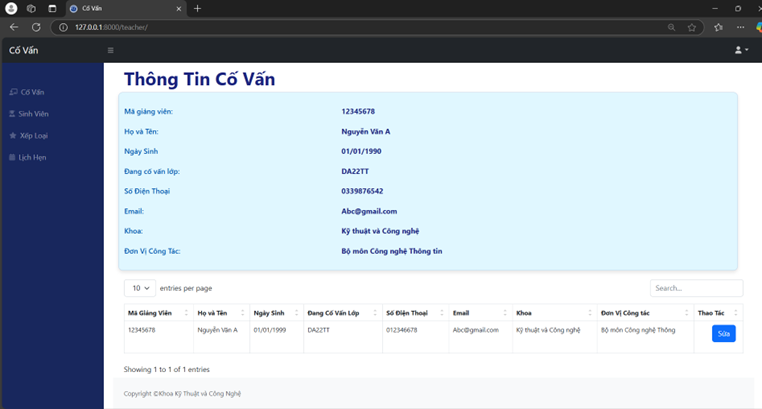 Cố Vấn
127.0.0.1:8000/teacher/
Cố Vấn
Cố Vấn
Sinh Viên
Xếp Loại
Lịch Hẹn
Thông Tin Cố Vấn
Mã giảng viên: 12345678
Họ và Tên: Nguyễn Văn A
Ngày Sinh 01/01/1990
Đang cố vấn lớp: DA22TT
Số Điện Thoại 0339876542
Email: Abc@gmail.com
Khoa: Kỹ thuật và Công nghệ
Đơn Vị Công Tác: Bộ môn Công nghệ Thông tin
10 entries per page Search...
Mã Giảng Viên Họ và Tên Ngày Sinh Đang Cố Vấn Lớp Số Điện Thoại Email Khoa Đơn Vị Công tác Thao Tác
12345678 Nguyễn Văn A 01/01/1999 DA22TT 012346678 Abc@gmail.com Kỹ thuật và Công nghệ Bộ môn Công nghệ Thông Sửa
Showing 1 to 1 of 1 entries
Copyright ©Khoa Kỹ Thuật và Công Nghệ